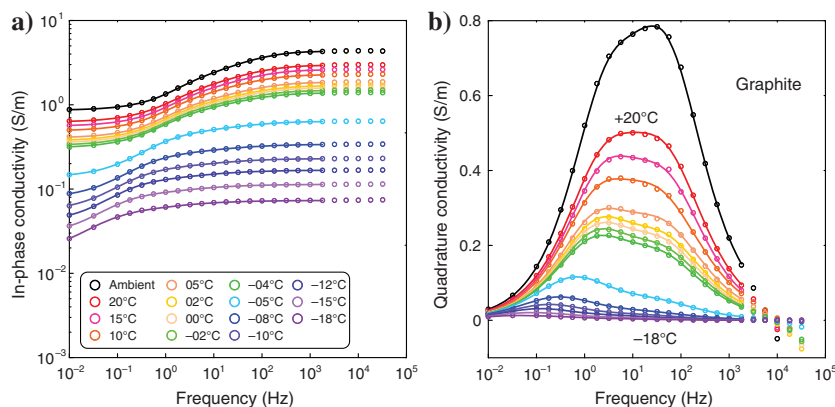 a)
In-phase conductivity (S/m)
10¹
10⁰
10⁻¹
10⁻²
10⁻³
Ambient
20°C
15°C
10°C
05°C
02°C
00°C
−02°C
−04°C
−05°C
−08°C
−10°C
−12°C
−15°C
−18°C
10⁻² 10⁻¹ 10⁰ 10¹ 10² 10³ 10⁴ 10⁵
Frequency (Hz)
b)
Quadrature conductivity (S/m)
0.8
0.6
0.4
0.2
0
Graphite
+20°C
−18°C
10⁻² 10⁻¹ 10⁰ 10¹ 10² 10³ 10⁴ 10⁵
Frequency (Hz)